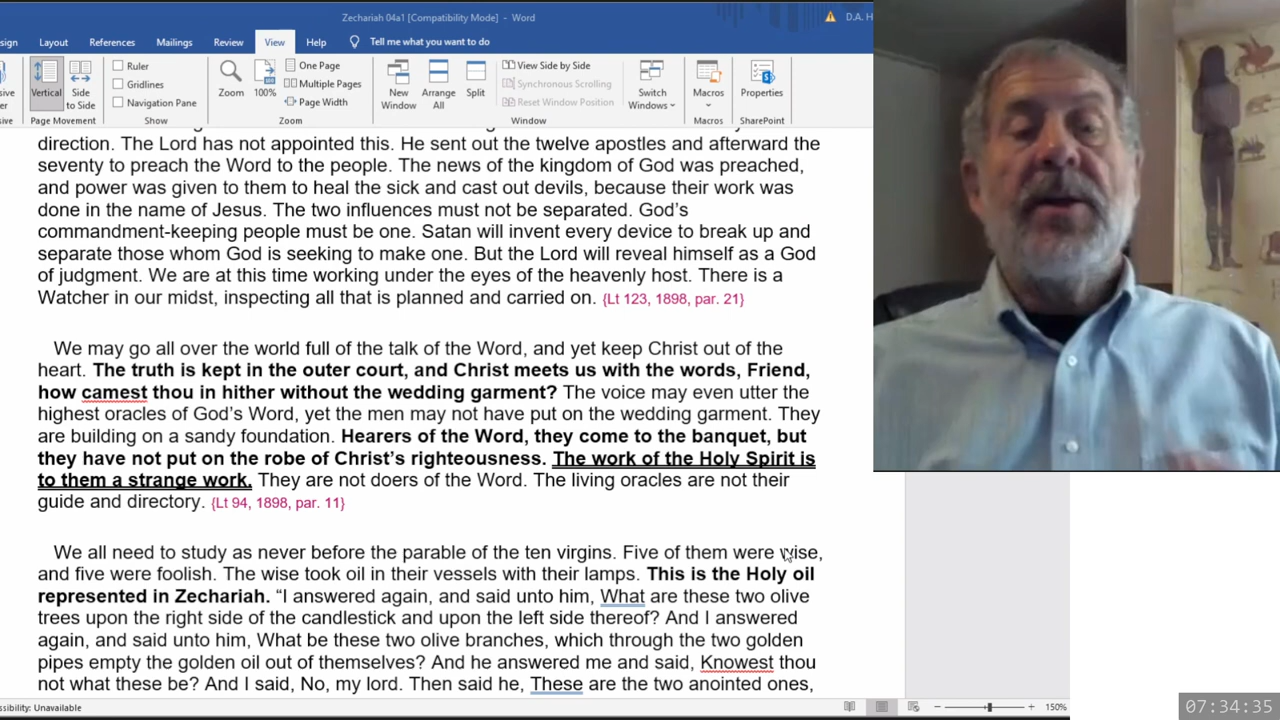 Zechariah 04a1 [Compatibility Mode] - Word
D.A. H
sign Layout References Mailings Review View Help Tell me what you want to do
Vertical
Side to Side
Page Movement
Ruler
Gridlines
Navigation Pane
Show
Zoom
100%
One Page
Multiple Pages
Page Width
Zoom
New Window
Arrange All
Split
View Side by Side
Synchronous Scrolling
Reset Window Position
Window
Switch Windows
Macros
Macros
Properties
SharePoint
direction. The Lord has not appointed this. He sent out the twelve apostles and afterward the
seventy to preach the Word to the people. The news of the kingdom of God was preached,
and power was given to them to heal the sick and cast out devils, because their work was
done in the name of Jesus. The two influences must not be separated. God’s
commandment-keeping people must be one. Satan will invent every device to break up and
separate those whom God is seeking to make one. But the Lord will reveal himself as a God
of judgment. We are at this time working under the eyes of the heavenly host. There is a
Watcher in our midst, inspecting all that is planned and carried on. {Lt 123, 1898, par. 21}
We may go all over the world full of the talk of the Word, and yet keep Christ out of the
heart. The truth is kept in the outer court, and Christ meets us with the words, Friend,
how camest thou in hither without the wedding garment? The voice may even utter the
highest oracles of God’s Word, yet the men may not have put on the wedding garment. They
are building on a sandy foundation. Hearers of the Word, they come to the banquet, but
they have not put on the robe of Christ’s righteousness. The work of the Holy Spirit is
to them a strange work. They are not doers of the Word. The living oracles are not their
guide and directory. {Lt 94, 1898, par. 11}
We all need to study as never before the parable of the ten virgins. Five of them were wise,
and five were foolish. The wise took oil in their vessels with their lamps. This is the Holy oil
represented in Zechariah. “I answered again, and said unto him, What are these two olive
trees upon the right side of the candlestick and upon the left side thereof? And I answered
again, and said unto him, What be these two olive branches, which through the two golden
pipes empty the golden oil out of themselves? And he answered me and said, Knowest thou
not what these be? And I said, No, my lord. Then said he, These are the two anointed ones,
ssibility: Unavailable
150%
07:34:35